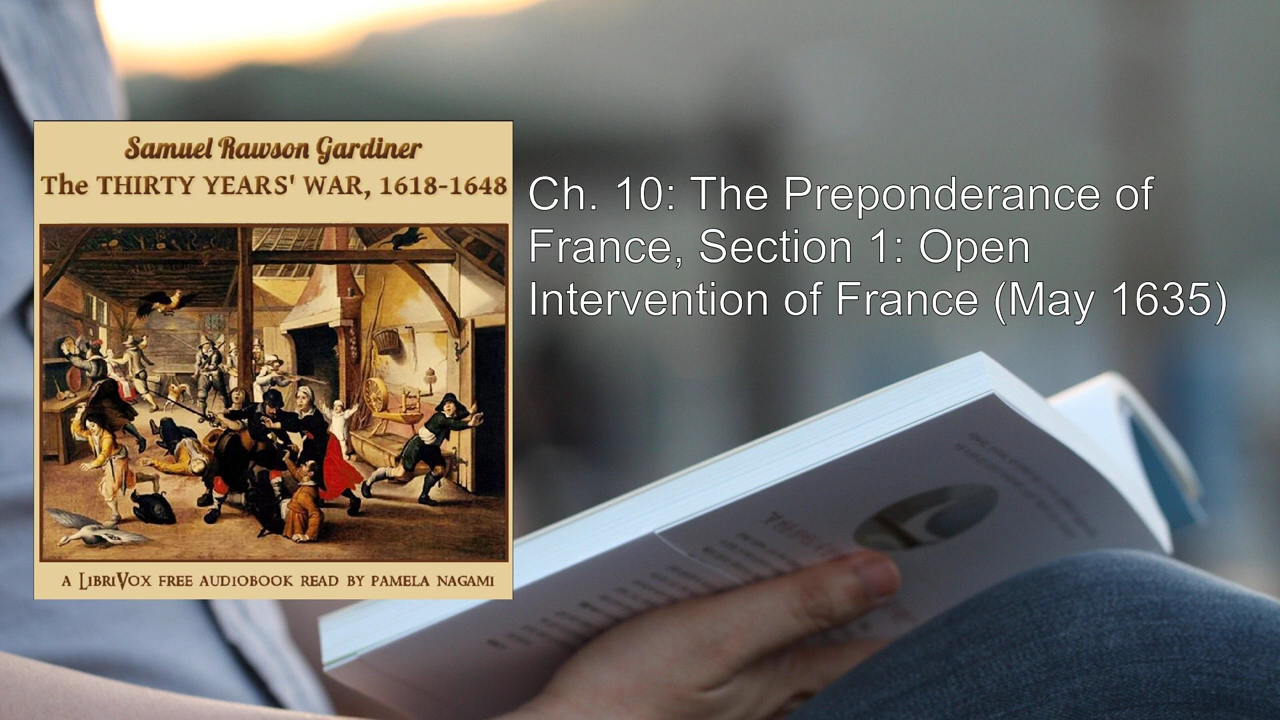 Samuel Rawson Gardiner
The THIRTY YEARS' WAR, 1618-1648
A LIBRIVOX FREE AUDIOBOOK READ BY PAMELA NAGAMI
Ch. 10: The Preponderance of
France, Section 1: Open
Intervention of France (May 1635)